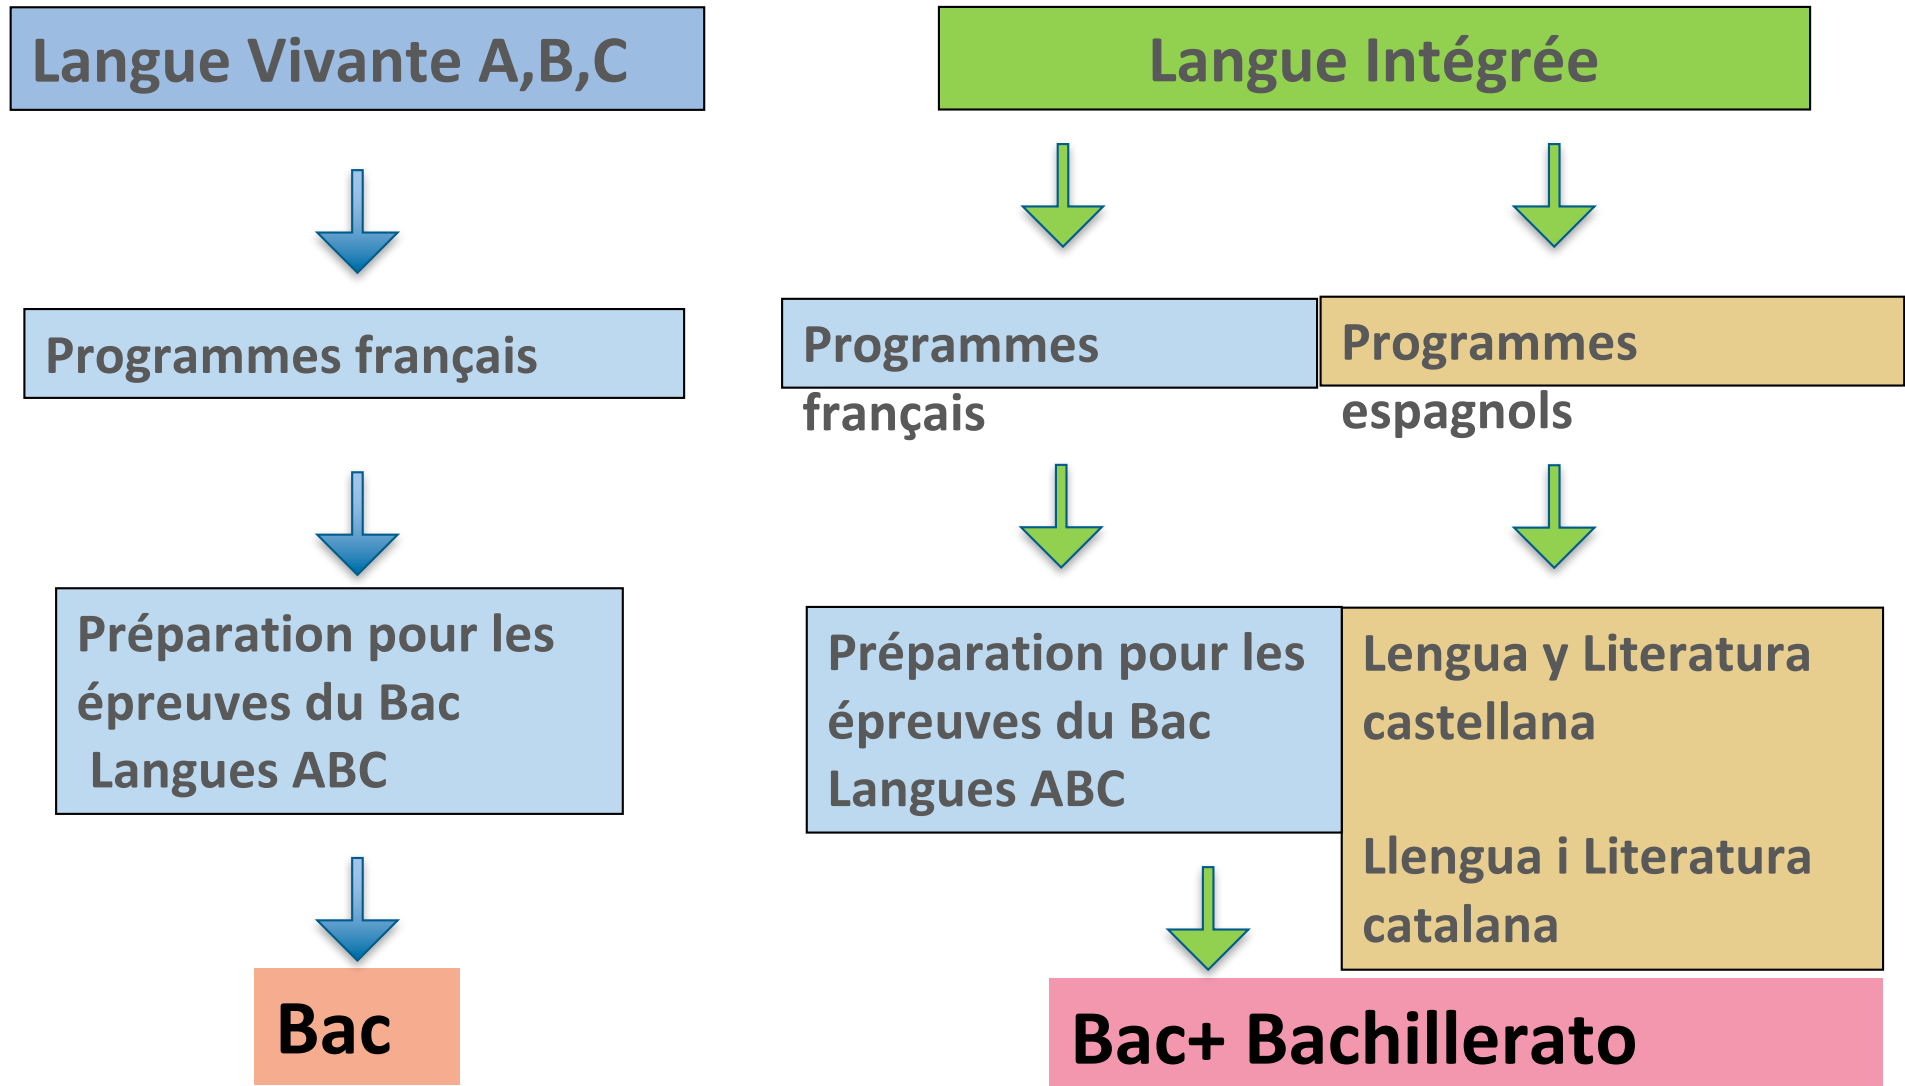 Langue Vivante A,B,C
Programmes français
Préparation pour les
épreuves du Bac
Langues ABC
Bac
Langue Intégrée
Programmes
français
Programmes
espagnols
Préparation pour les
épreuves du Bac
Langues ABC
Lengua y Literatura
castellana
Llengua i Literatura
catalana
Bac+ Bachillerato